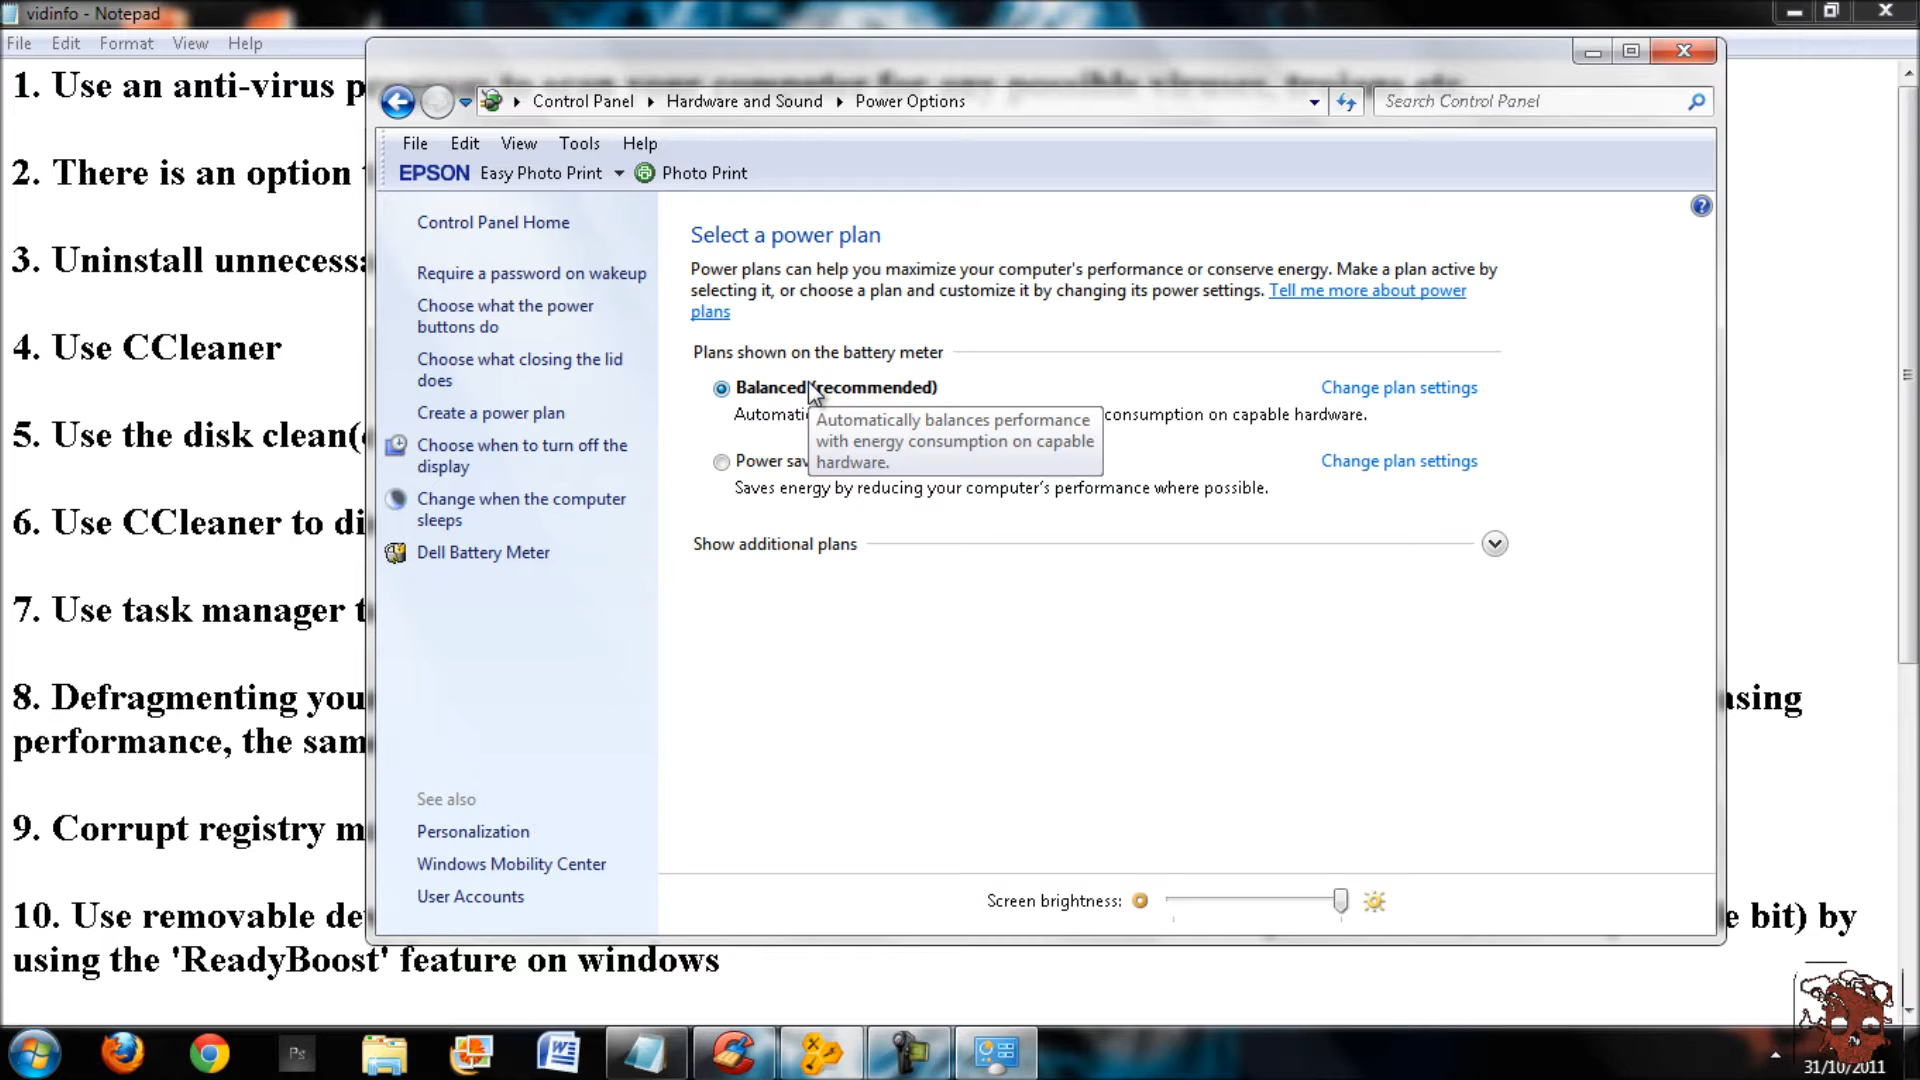 vidinfo - Notepad
File Edit Format View Help
1. Use an anti-virus p
2. There is an option
3. Uninstall unnecessa
4. Use CCleaner
5. Use the disk clean(
6. Use CCleaner to di
7. Use task manager t
8. Defragmenting you
asing
performance, the sam
9. Corrupt registry m
10. Use removable de
e bit) by
using the 'ReadyBoost' feature on windows
Control Panel Hardware and Sound Power Options
Search Control Panel
File Edit View Tools Help
EPSON Easy Photo Print Photo Print
Control Panel Home
Require a password on wakeup
Choose what the power
buttons do
Choose what closing the lid
does
Create a power plan
Choose when to turn off the
display
Change when the computer
sleeps
Dell Battery Meter
See also
Personalization
Windows Mobility Center
User Accounts
Select a power plan
Power plans can help you maximize your computer's performance or conserve energy. Make a plan active by
selecting it, or choose a plan and customize it by changing its power settings. Tell me more about power
plans
Plans shown on the battery meter
Balanced (recommended) Change plan settings
Automati consumption on capable hardware.
Automatically balances performance
with energy consumption on capable
hardware.
Power sav Change plan settings
Saves energy by reducing your computer's performance where possible.
Show additional plans
Screen brightness:
Ps
31/10/2011